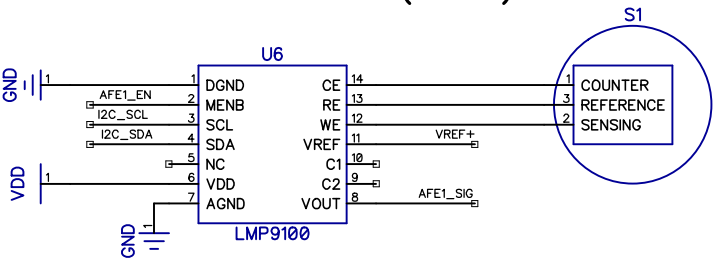 S1
U6
GND 1 1 DGND CE 14 1 COUNTER
AFE1_EN 2 MENB RE 13 3 REFERENCE
I2C_SCL 3 SCL WE 12 2 SENSING
I2C_SDA 4 SDA VREF 11 VREF+
5 NC C1 10
VDD 1 6 VDD C2 9
7 AGND VOUT 8 AFE1_SIG
GND 1
LMP9100